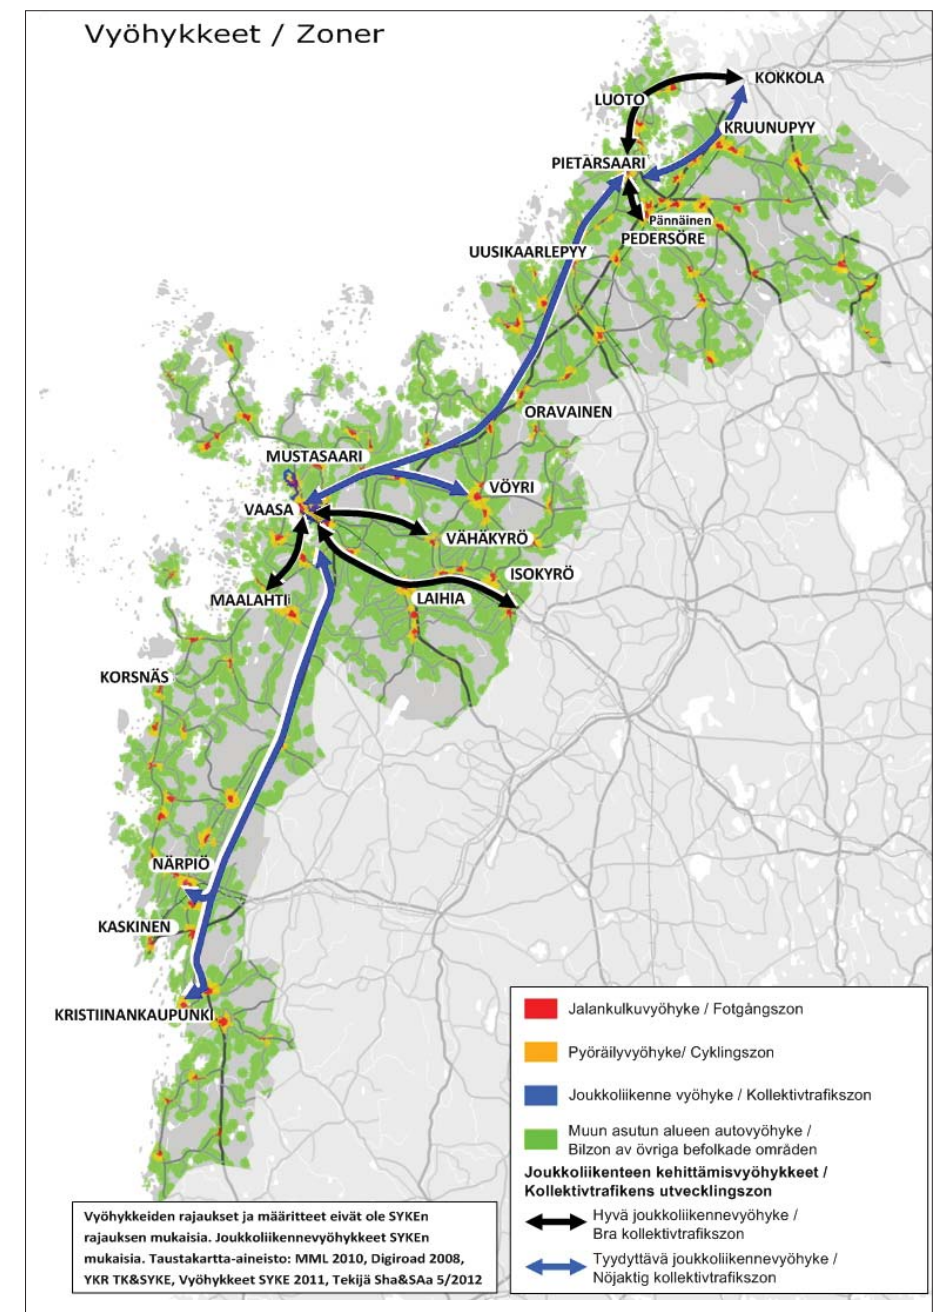 Vyöhykkeet / Zoner
KOKKOLA
LUOTO
KRUUNUPYY
PIETARSAARI
Pännäinen
PEDERSÖRE
UUSIKAARLEPYY
ORAVAINEN
MUSTASAARI
VÖYRI
VAASA
VÄHÄKYRÖ
ISOKYRÖ
MAALAHTI
LAIHIA
KORSNÄS
NÄRPIÖ
KASKINEN
KRISTIINANKAUPUNKI
Jalankulkuvyöhyke / Fotgångszon
Pyöräilyvyöhyke/ Cyklingszon
Joukkoliikenne vyöhyke / Kollektivtrafikszon
Muun asutun alueen autovyöhyke /
Bilzon av övriga befolkade områden
Joukkoliikenteen kehittämisvyöhykkeet /
Kollektivtrafikens utvecklingszon
Hyvä joukkoliikennevyöhyke /
Bra kollektivtrafikszon
Tyydyttävä joukkoliikennevyöhyke /
Nöjaktig kollektivtrafikszon
Vyöhykkeiden rajaukset ja määritteet eivät ole SYKEn
rajauksen mukaisia. Joukkoliikennevyöhykkeet SYKEn
mukaisia. Taustakartta-aineisto: MML 2010, Digiroad 2008,
YKR TK&SYKE, Vyöhykkeet SYKE 2011, Tekijä Sha&SAa 5/2012